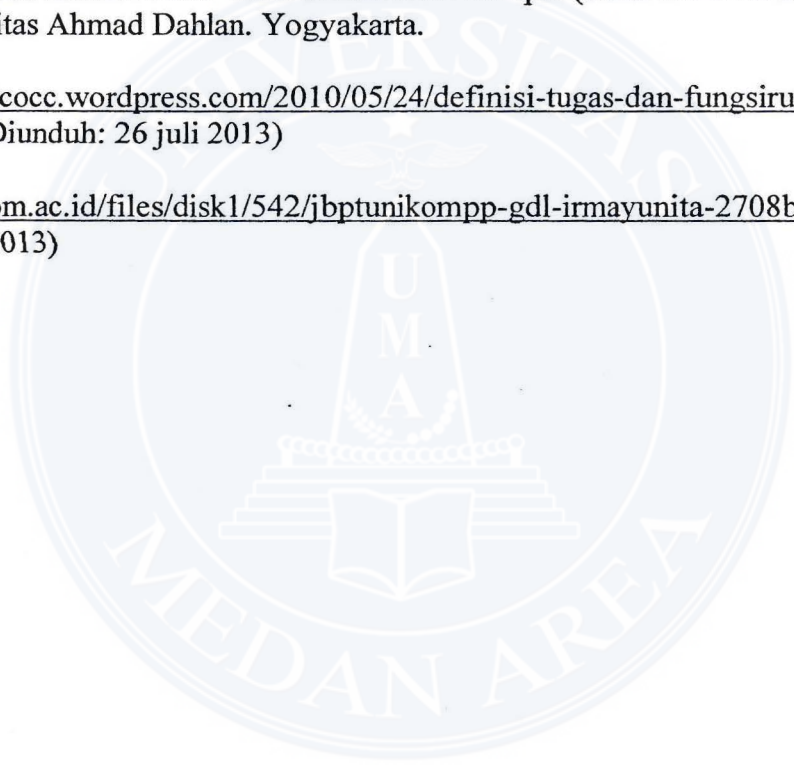 itas Ahmad Dahlan. Yogyakarta.
cocc.wordpress.com/2010/05/24/definisi-tugas-dan-fungsiru
Diunduh: 26 juli 2013)
om.ac.id/files/disk1/542/jbptunikompp-gdl-irmayunita-2708b
013)
UNIVERSITAS
U
M
A
MEDAN AREA